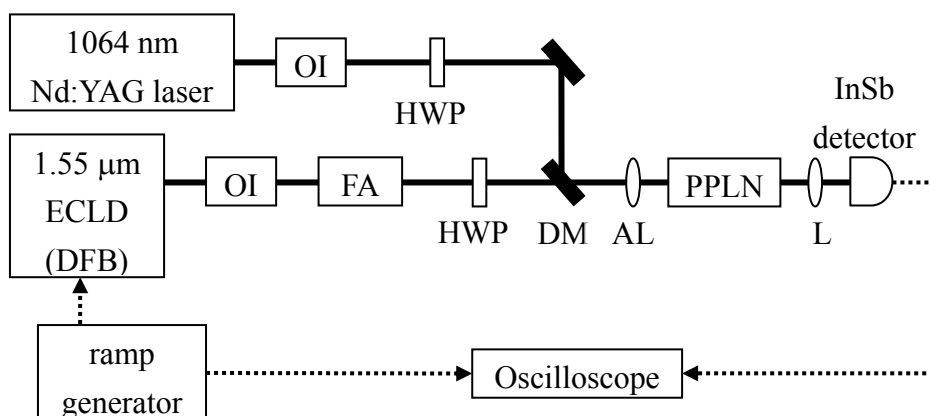 1064 nm
Nd:YAG laser
OI
HWP
InSb
detector
1.55 μm
ECLD
(DFB)
OI
FA
HWP
DM
AL
PPLN
L
ramp
generator
Oscilloscope